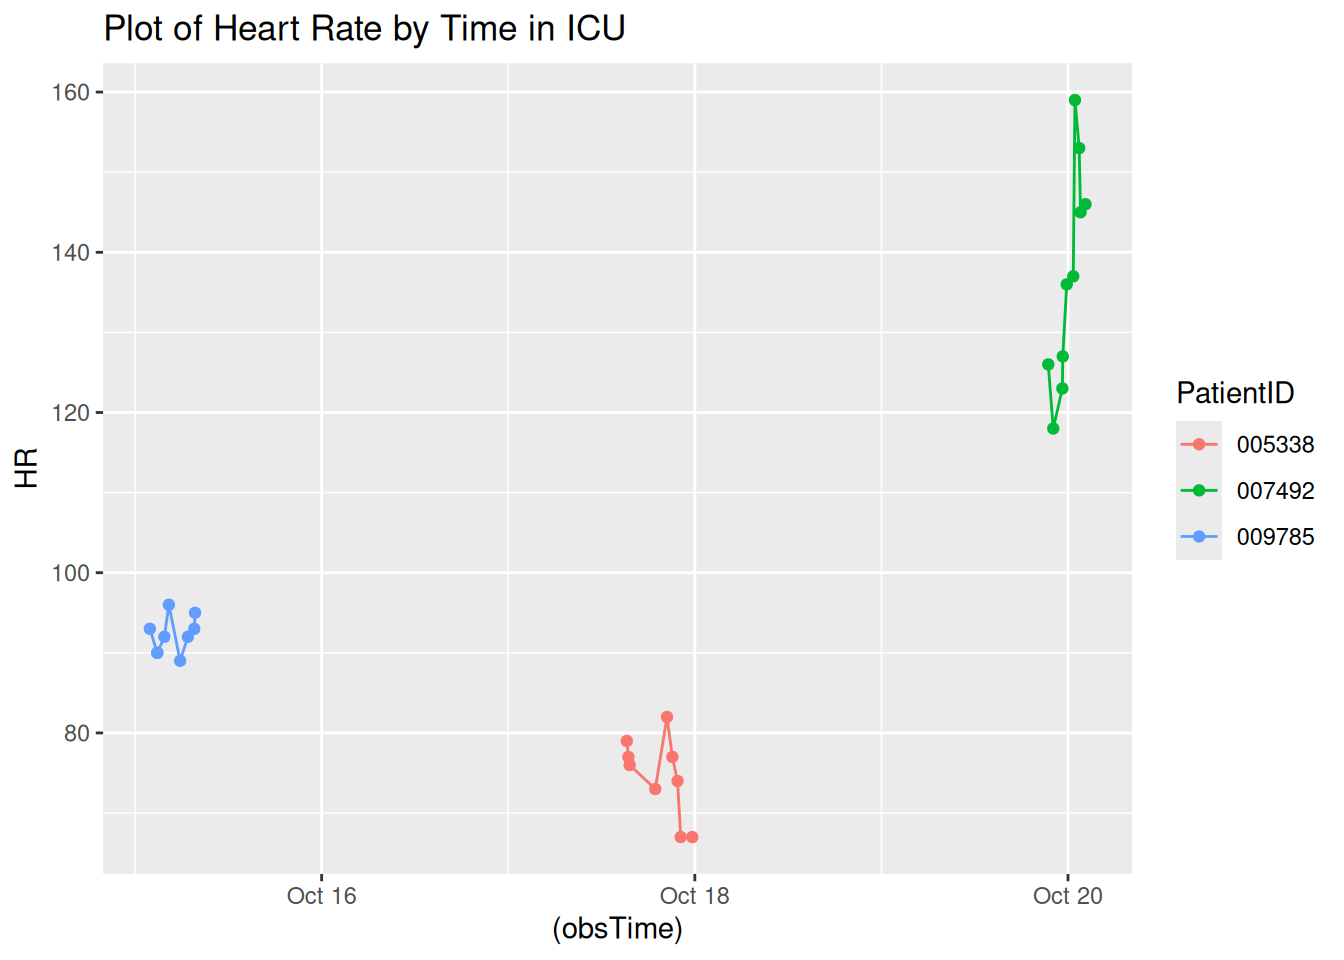 Plot of Heart Rate by Time in ICU
160
140
120
100
80
HR
Oct 16
Oct 18
Oct 20
(obsTime)
PatientID
005338
007492
009785